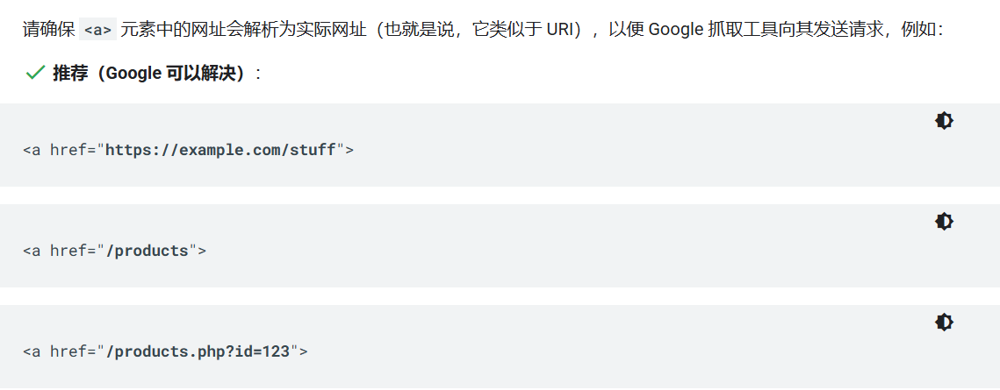 请确保 <a> 元素中的网址会解析为实际网址（也就是说，它类似于 URI），以便 Google 抓取工具向其发送请求，例如：
推荐（Google 可以解决）：
<a href="https://example.com/stuff">
<a href="/products">
<a href="/products.php?id=123">